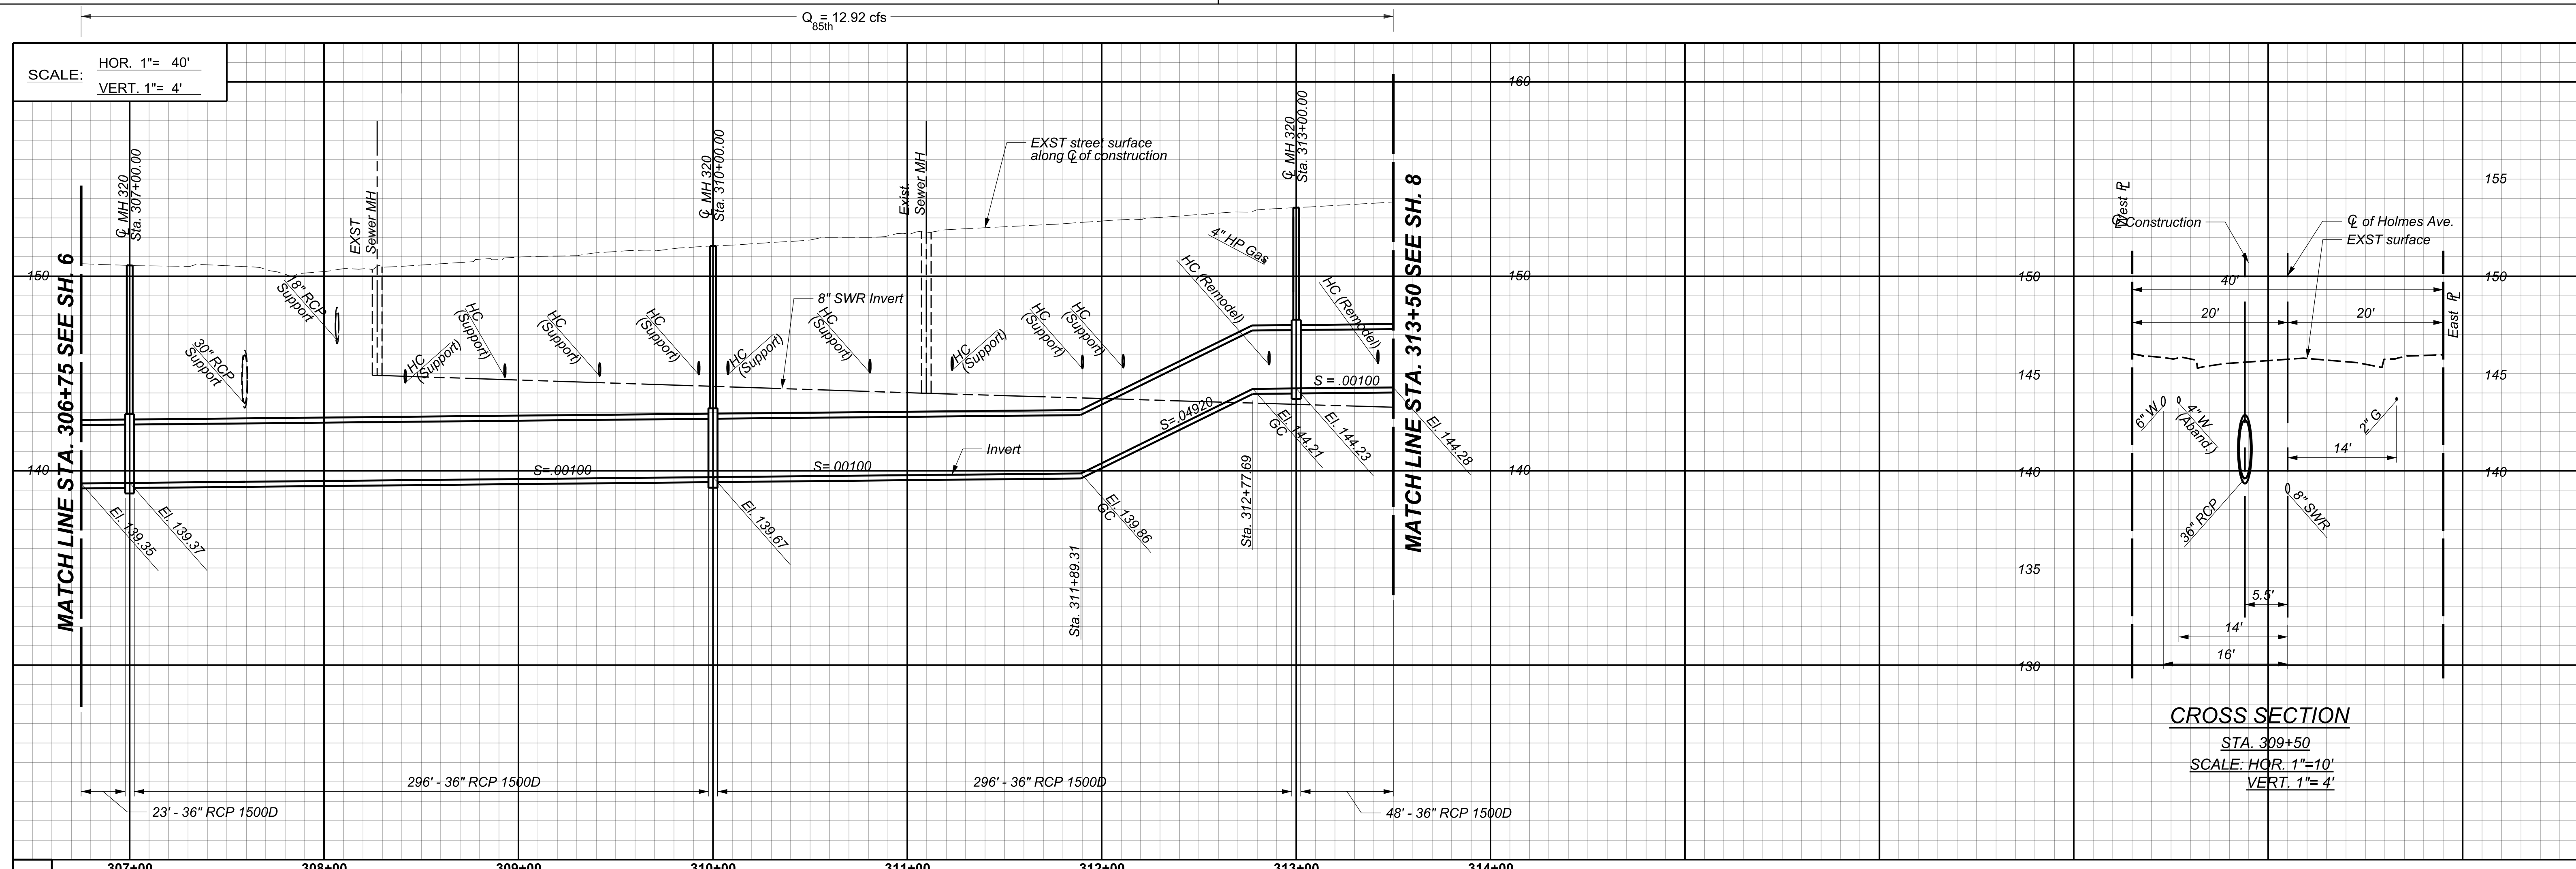 Q85th = 12.92 cfs
SCALE: HOR. 1"= 40'
VERT. 1"= 4'
MATCH LINE STA. 306+75 SEE SH. 6
℄ MH 320
Sta. 307+00.00
EXST
Sewer MH
℄ MH 320
Sta. 310+00.00
Exist.
Sewer MH
EXST street surface
along ℄ of construction
℄ MH 320
Sta. 313+00.00
MATCH LINE STA. 313+50 SEE SH. 8
160
150
150
140
140
30" RCP
Support
18" RCP
Support
HC
(Support)
HC
(Support)
HC
(Support)
HC
(Support)
HC
(Support)
8" SWR Invert
HC
(Support)
HC
(Support)
HC
(Support)
HC
(Support)
HC (Remodel)
4" HP Gas
HC (Remodel)
S=.00100
S=.00100
Invert
S=.04920
S = .00100
El. 139.35
El. 139.37
El. 139.67
El. 139.86
GC
Sta. 311+89.31
Sta. 312+77.69
El. 144.21
GC
El. 144.23
El. 144.28
296' - 36" RCP 1500D
296' - 36" RCP 1500D
23' - 36" RCP 1500D
48' - 36" RCP 1500D
307+00
308+00
309+00
310+00
311+00
312+00
313+00
314+00
West ℙL
℄ Construction
℄ of Holmes Ave.
EXST surface
East ℙL
155
150
150
145
145
140
140
135
130
40'
20'
20'
6" W
4" W
(Aband.)
2" G
14'
36" RCP
8" SWR
5.5'
14'
16'
CROSS SECTION
STA. 309+50
SCALE: HOR. 1"=10'
VERT. 1"= 4'